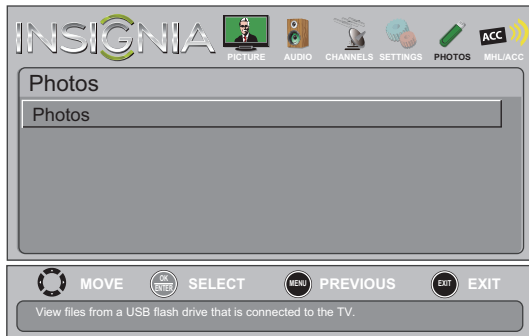 INSIGNIA
PICTURE AUDIO CHANNELS SETTINGS PHOTOS MHL/ACC
ACC
Photos
Photos
MOVE OK ENTER SELECT MENU PREVIOUS EXIT EXIT
View files from a USB flash drive that is connected to the TV.